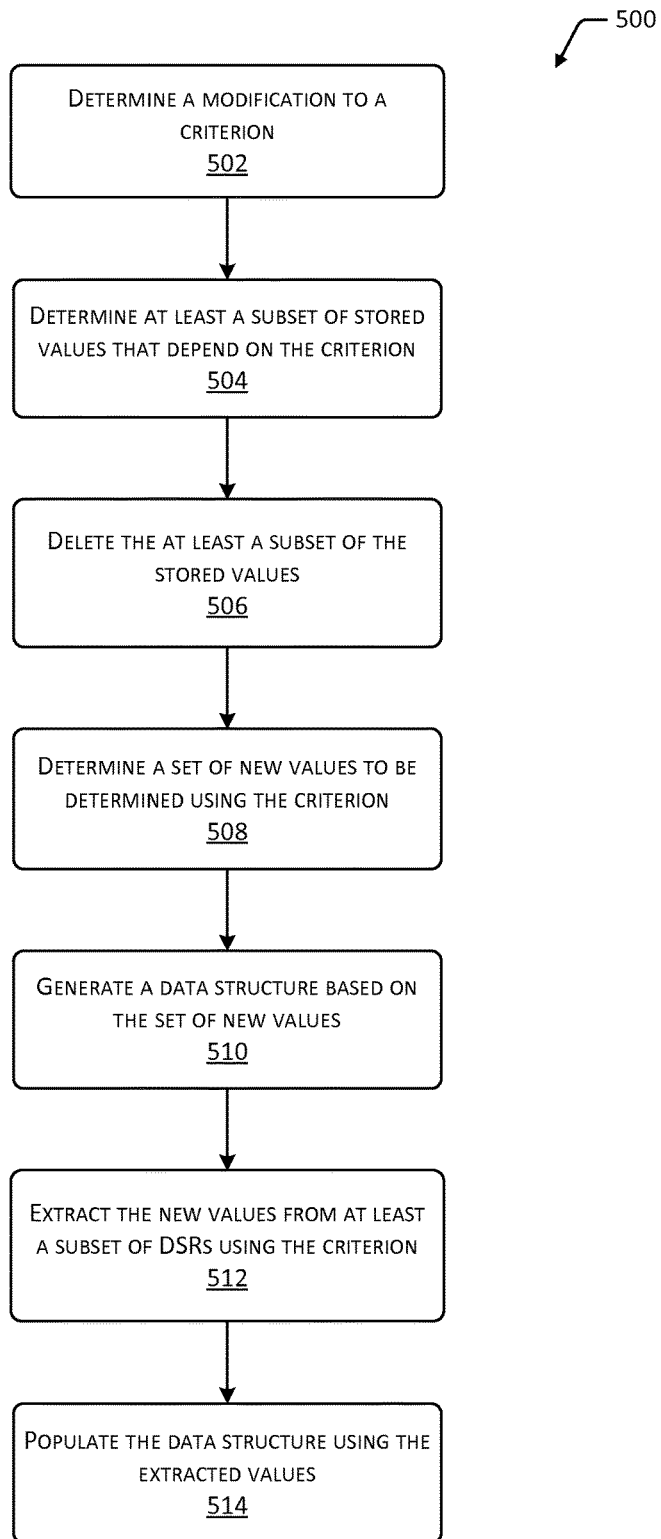 500
DETERMINE A MODIFICATION TO A
CRITERION
502
DETERMINE AT LEAST A SUBSET OF STORED
VALUES THAT DEPEND ON THE CRITERION
504
DELETE THE AT LEAST A SUBSET OF THE
STORED VALUES
506
DETERMINE A SET OF NEW VALUES TO BE
DETERMINED USING THE CRITERION
508
GENERATE A DATA STRUCTURE BASED ON
THE SET OF NEW VALUES
510
EXTRACT THE NEW VALUES FROM AT LEAST
A SUBSET OF DSRS USING THE CRITERION
512
POPULATE THE DATA STRUCTURE USING THE
EXTRACTED VALUES
514